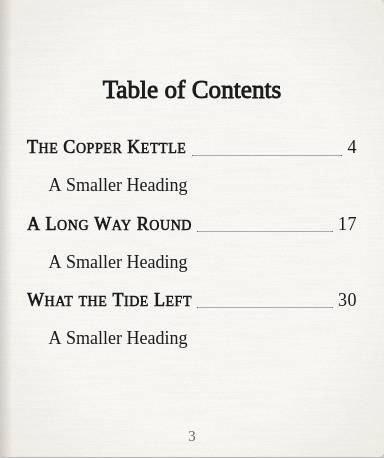 Table of Contents
The Copper Kettle 4
A Smaller Heading
A Long Way Round 17
A Smaller Heading
What the Tide Left 30
A Smaller Heading
3